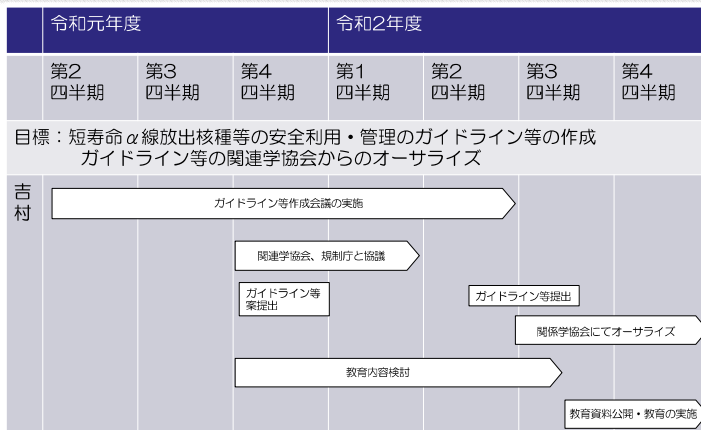 令和元年度
令和2年度
第2
四半期
第3
四半期
第4
四半期
第1
四半期
第2
四半期
第3
四半期
第4
四半期
目標：短寿命α線放出核種等の安全利用・管理のガイドライン等の作成
ガイドライン等の関連学協会からのオーサライズ
吉
村
ガイドライン等作成会議の実施
関連学協会、規制庁と協議
ガイドライン等
案提出
ガイドライン等提出
関係学協会にてオーサライズ
教育内容検討
教育資料公開・教育の実施